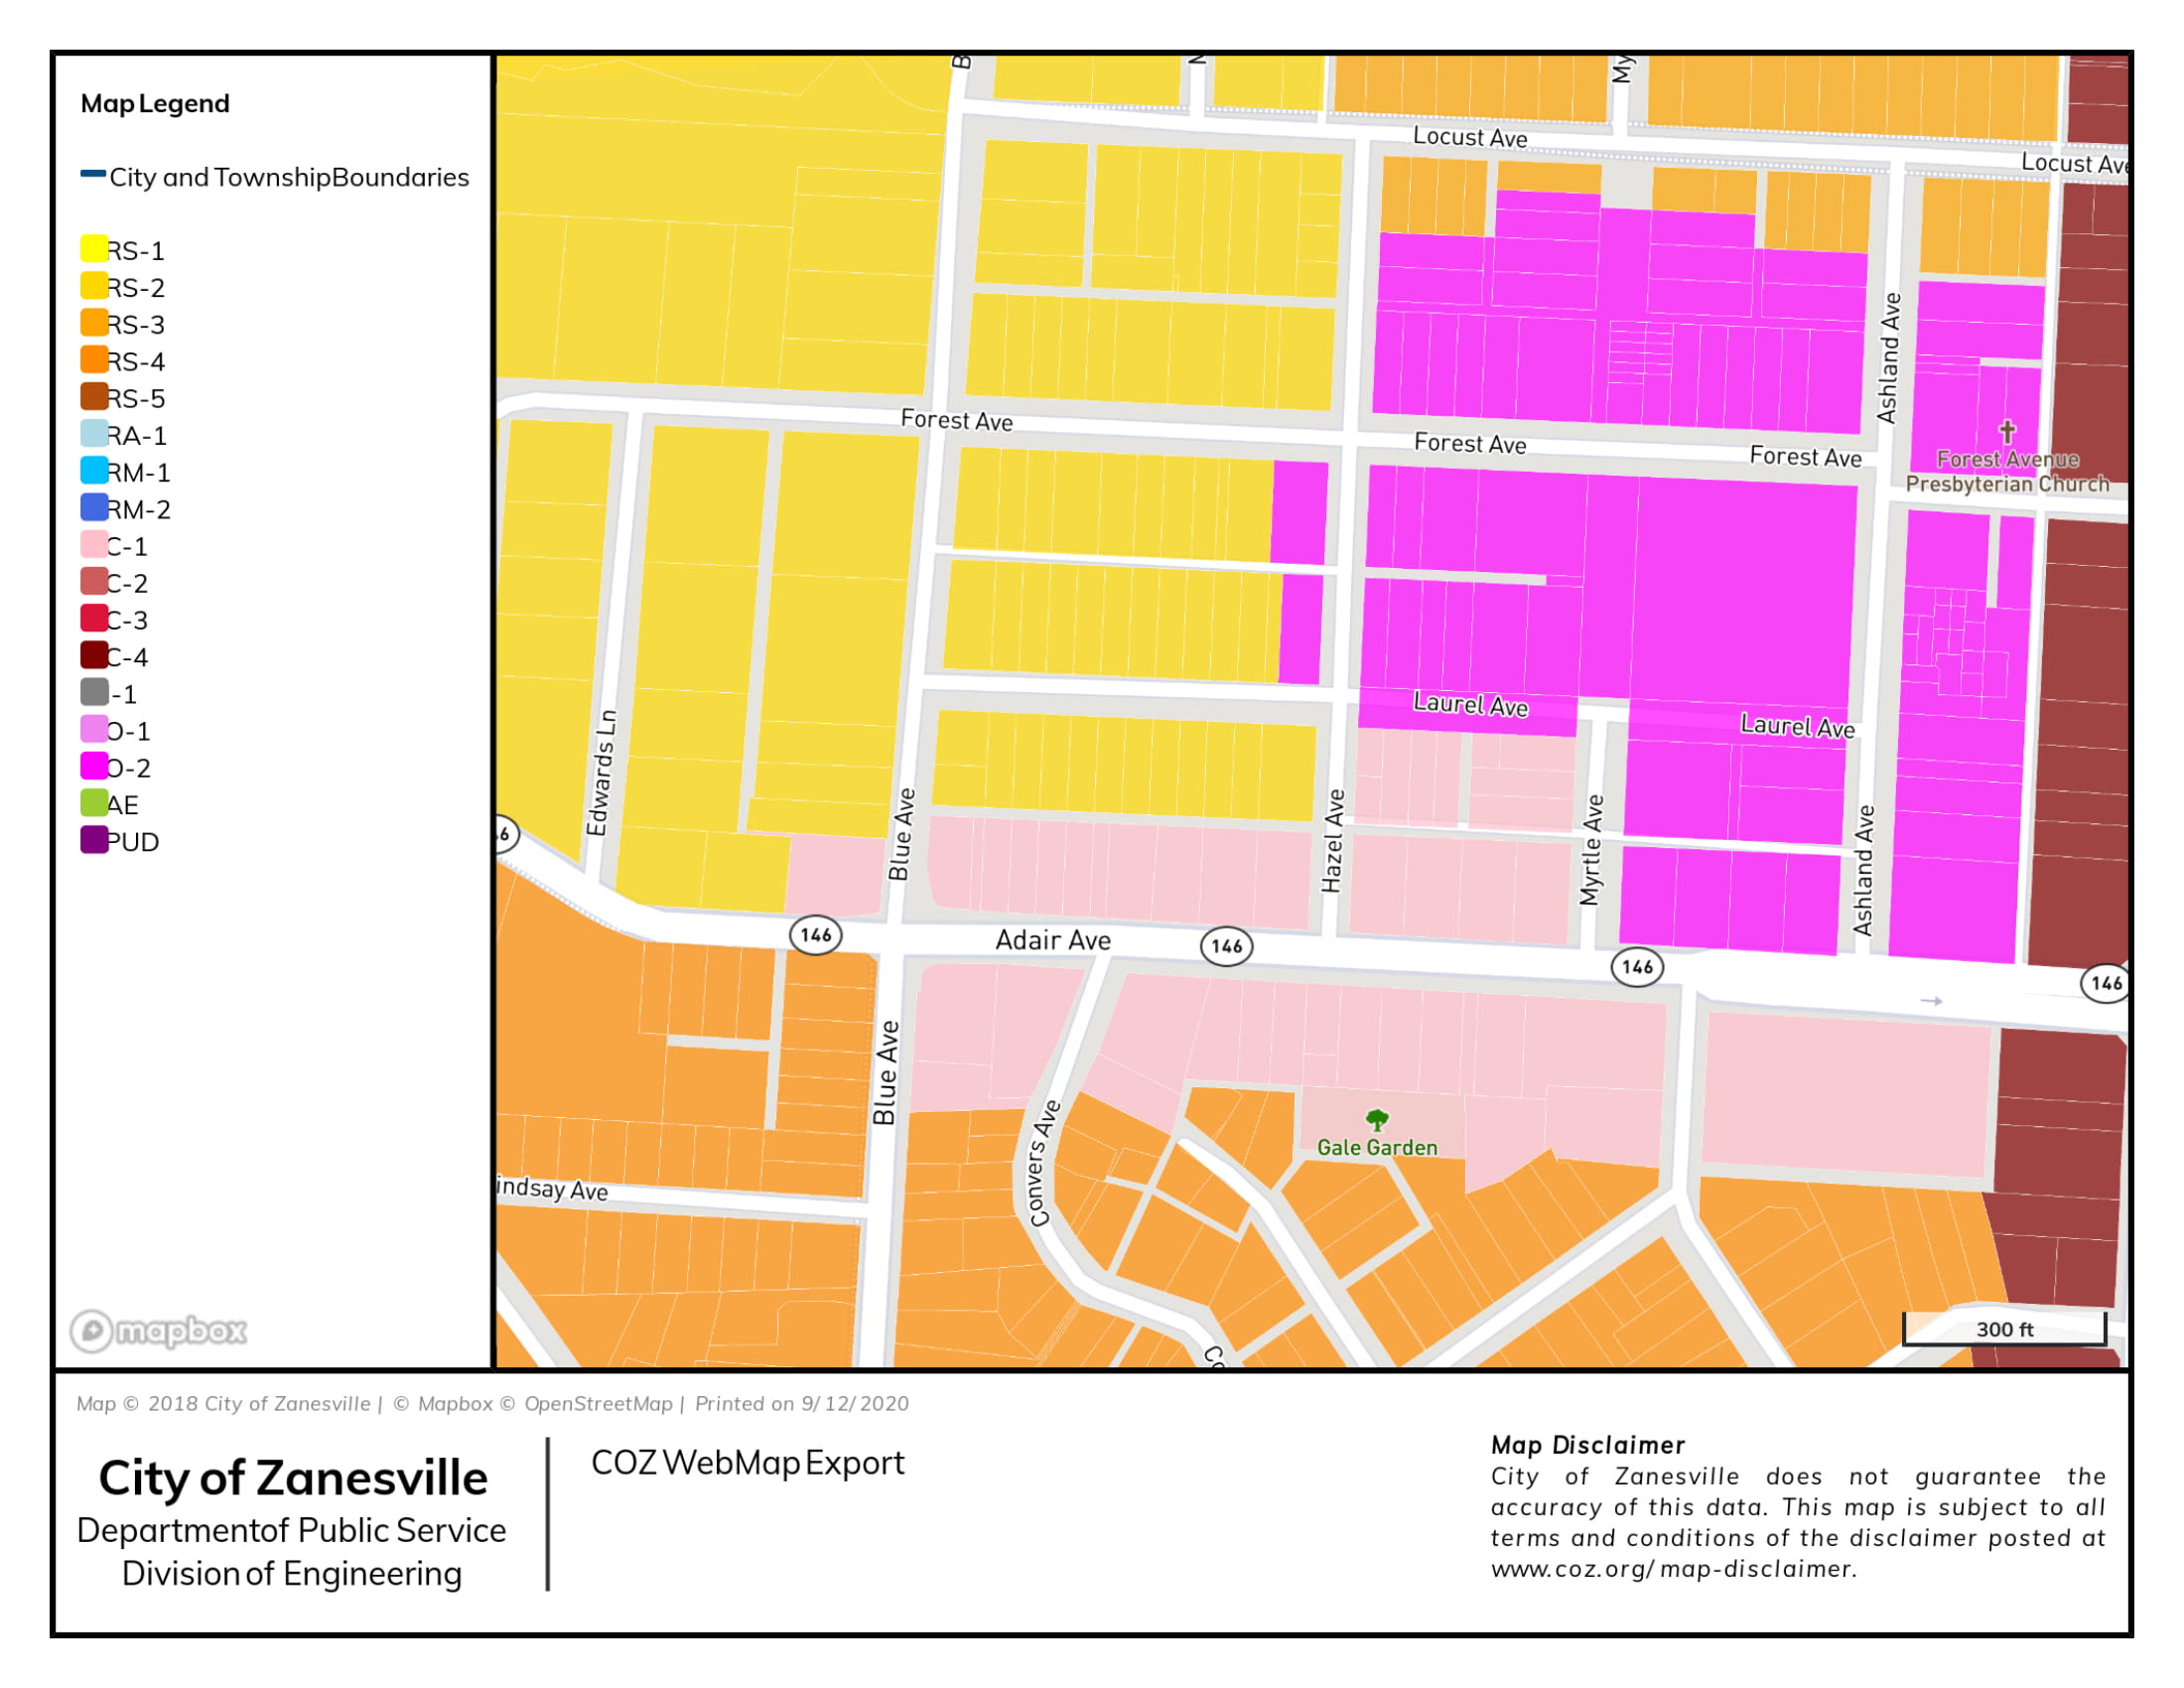 Map Legend
City and TownshipBoundaries
RS-1
RS-2
RS-3
RS-4
RS-5
RA-1
RM-1
RM-2
C-1
C-2
C-3
C-4
-1
O-1
O-2
AE
PUD
mapbox
B
N
My
Locust Ave
Locust Ave
Ashland Ave
Forest Ave
Forest Ave
Forest Ave
Forest Avenue
Presbyterian Church
Laurel Ave
Laurel Ave
Edwards Ln
Blue Ave
Hazel Ave
Myrtle Ave
Ashland Ave
46
146
Adair Ave
146
146
146
Blue Ave
Convers Ave
Gale Garden
indsay Ave
Co
300 ft
Map © 2018 City of Zanesville | © Mapbox © OpenStreetMap | Printed on 9/12/2020
City of Zanesville
Departmentof Public Service
Division of Engineering
COZ WebMap Export
Map Disclaimer
City of Zanesville does not guarantee the
accuracy of this data. This map is subject to all
terms and conditions of the disclaimer posted at
www.coz.org/map-disclaimer.